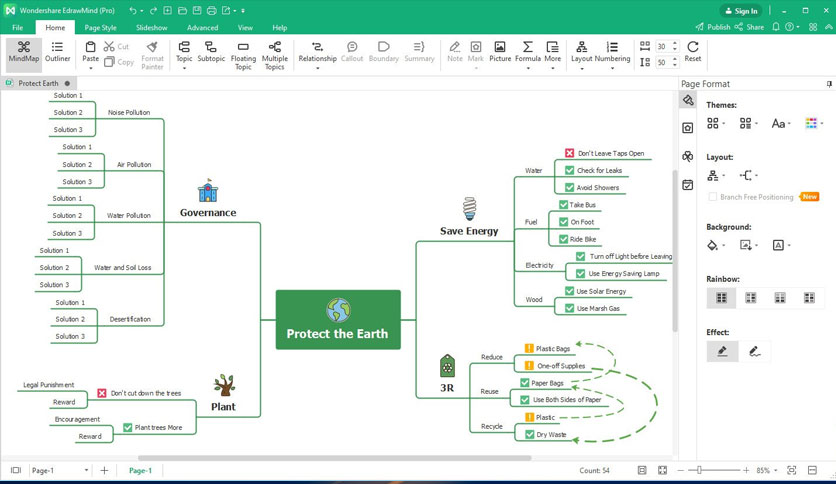 Wondershare EdrawMind (Pro)
Sign In
File Home Page Style Slideshow Advanced View Help
Publish Share
MindMap Outliner Paste Cut Copy Format Painter Topic Subtopic Floating Topic Multiple Topics Relationship Callout Boundary Summary Note Mark Picture Formula More Layout Numbering 30 50 Reset
Protect Earth
Page Format
Solution 1
Solution 2
Solution 3
Noise Pollution
Solution 1
Solution 2
Solution 3
Air Pollution
Solution 1
Solution 2
Solution 3
Water Pollution
Solution 1
Solution 2
Solution 3
Water and Soil Loss
Solution 1
Solution 2
Solution 3
Desertification
Governance
Legal Punishment
Reward
Don't cut down the trees
Encouragement
Reward
Plant trees More
Plant
Protect the Earth
Save Energy
Water
Don't Leave Taps Open
Check for Leaks
Avoid Showers
Fuel
Take Bus
On Foot
Ride Bike
Electricity
Turn off Light before Leaving
Use Energy Saving Lamp
Wood
Use Solar Energy
Use Marsh Gas
3R
Reduce
Plastic Bags
One-off Supplies
Reuse
Paper Bags
Use Both Sides of Paper
Recycle
Plastic
Dry Waste
Themes:
Aa
Layout:
Branch Free Positioning New
Background:
A
Rainbow:
Effect:
Page-1
Page-1
Count: 54
85%